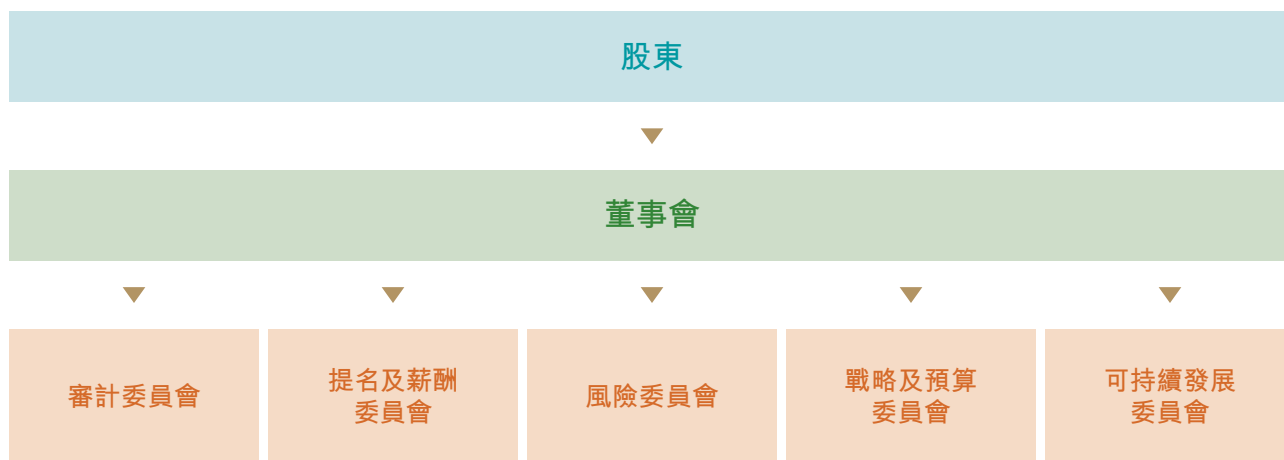 股東
董事會
審計委員會
提名及薪酬
委員會
風險委員會
戰略及預算
委員會
可持續發展
委員會